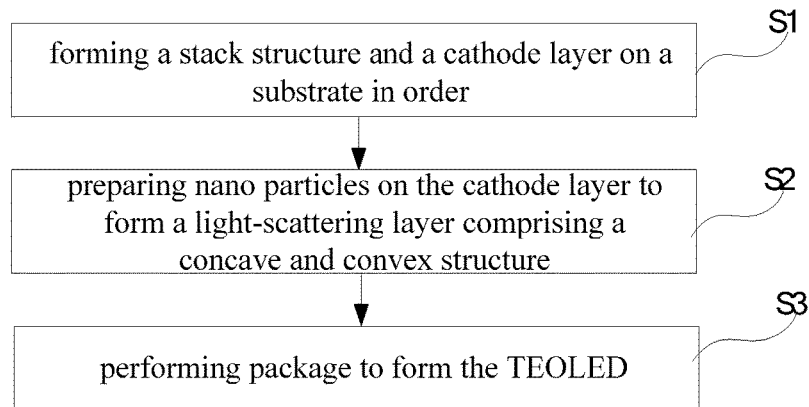 S1
forming a stack structure and a cathode layer on a
substrate in order
S2
preparing nano particles on the cathode layer to
form a light-scattering layer comprising a
concave and convex structure
S3
performing package to form the TEOLED